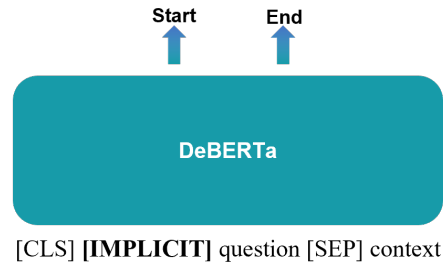 Start End
DeBERTa
[CLS] [IMPLICIT] question [SEP] context